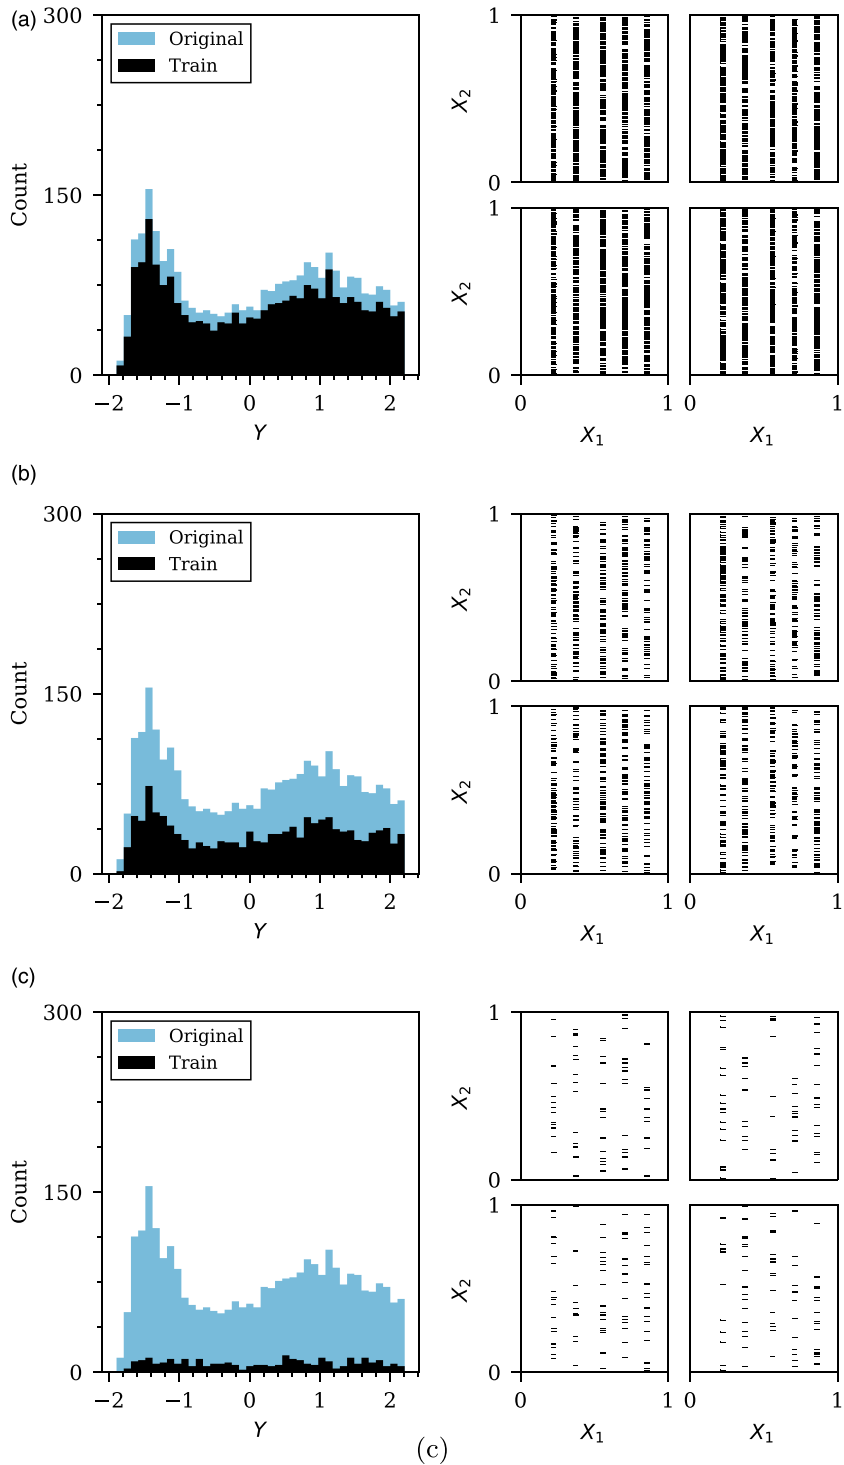 (a)
300
150
0
Count
Original
Train
−2 −1 0 1 2
Y
1
X2
0
1
X2
0
0 1 0 1
X1 X1
(b)
300
150
0
Count
Original
Train
−2 −1 0 1 2
Y
1
X2
0
1
X2
0
0 1 0 1
X1 X1
(c)
300
150
0
Count
Original
Train
−2 −1 0 1 2
Y
1
X2
0
1
X2
0
0 1 0 1
X1 X1
(c)